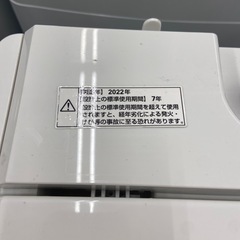 【製造年】2022年
【設計上の標準使用期間】 7年
設計上の標準使用期間を超えて使用
されますと、経年劣化による発火・
けが等の事故に至る恐れがあります。